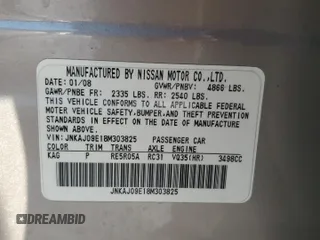 MANUFACTURED BY NISSAN MOTOR CO.,LTD.
DATE: 01/08 GVWR/PNBV: 4866 LBS.
GAWR/PNBE FR: 2335 LBS. RR: 2540 LBS.
THIS VEHICLE CONFORMS TO ALL APPLICABLE FEDERAL
MOTOR VEHICLE SAFETY, BUMPER, AND
THEFT PREVENTION STANDARDS IN EFFECT ON THE
DATE OF MANUFACTURE SHOWN ABOVE.
VIN: JNKAJ09E18M303825 PASSENGER CAR
COLOR TRIM TRANS AXLE ENGINE
KAG P RE5R05A RC31 VQ35(HR) 3498CC
JNKAJ09E18M303825